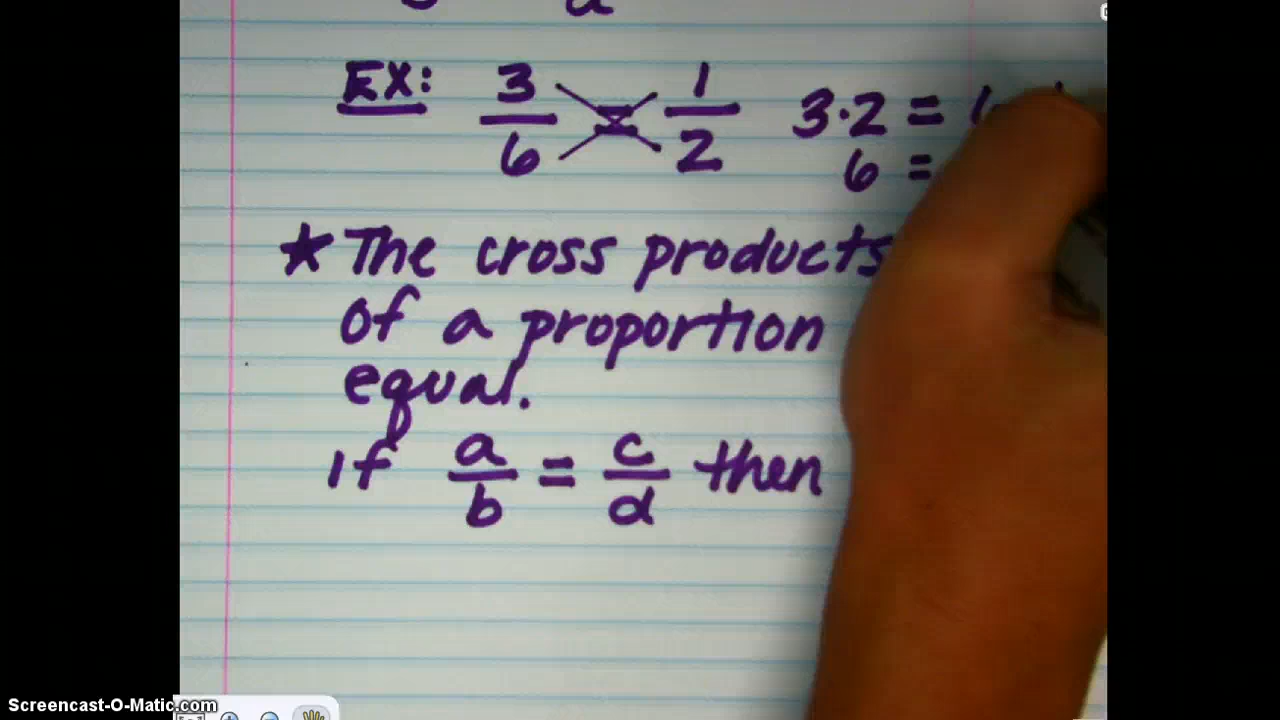 EX: 3/6 = 1/2 3·2 =
6 =
★ The cross products
of a proportion
equal.
If a/b = c/d then
Screencast-O-Matic.com